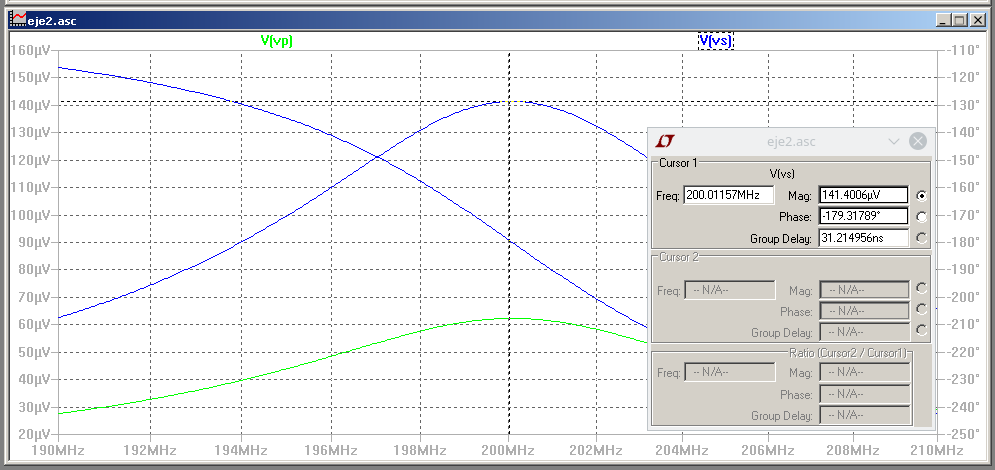 eje2.asc
V(vp) V(vs)
160µV -110°
150µV -120°
140µV -130°
130µV -140°
120µV -150°
110µV -160°
100µV -170°
90µV -180°
80µV -190°
70µV -200°
60µV -210°
50µV -220°
40µV -230°
30µV -240°
20µV -250°
190MHz 192MHz 194MHz 196MHz 198MHz 200MHz 202MHz 204MHz 206MHz 208MHz 210MHz
eje2.asc
Cursor 1
V(vs)
Freq: 200.01157MHz Mag: 141.4006µV
Phase: -179.31789°
Group Delay: 31.214956ns
Cursor 2
Freq: -- N/A-- Mag: -- N/A--
Phase: -- N/A--
Group Delay: -- N/A--
Ratio (Cursor2 / Cursor1)
Freq: -- N/A-- Mag: -- N/A--
Phase: -- N/A--
Group Delay: -- N/A--